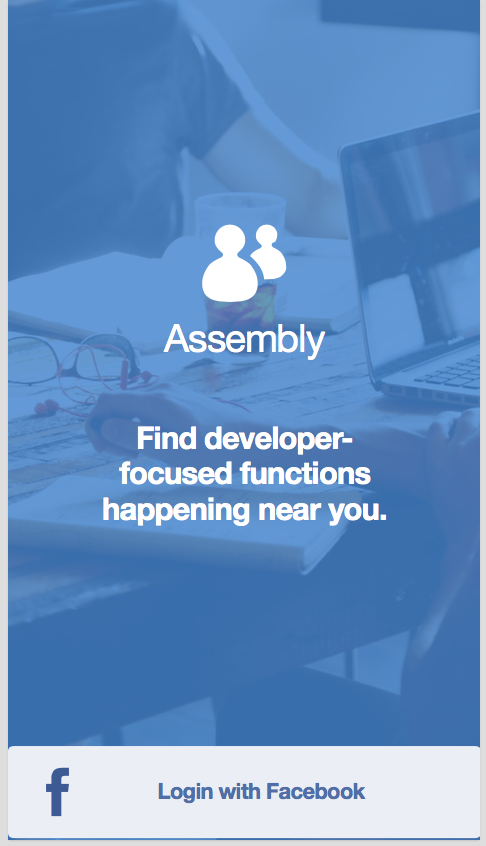 Assembly
Find developer-
focused functions
happening near you.
Login with Facebook